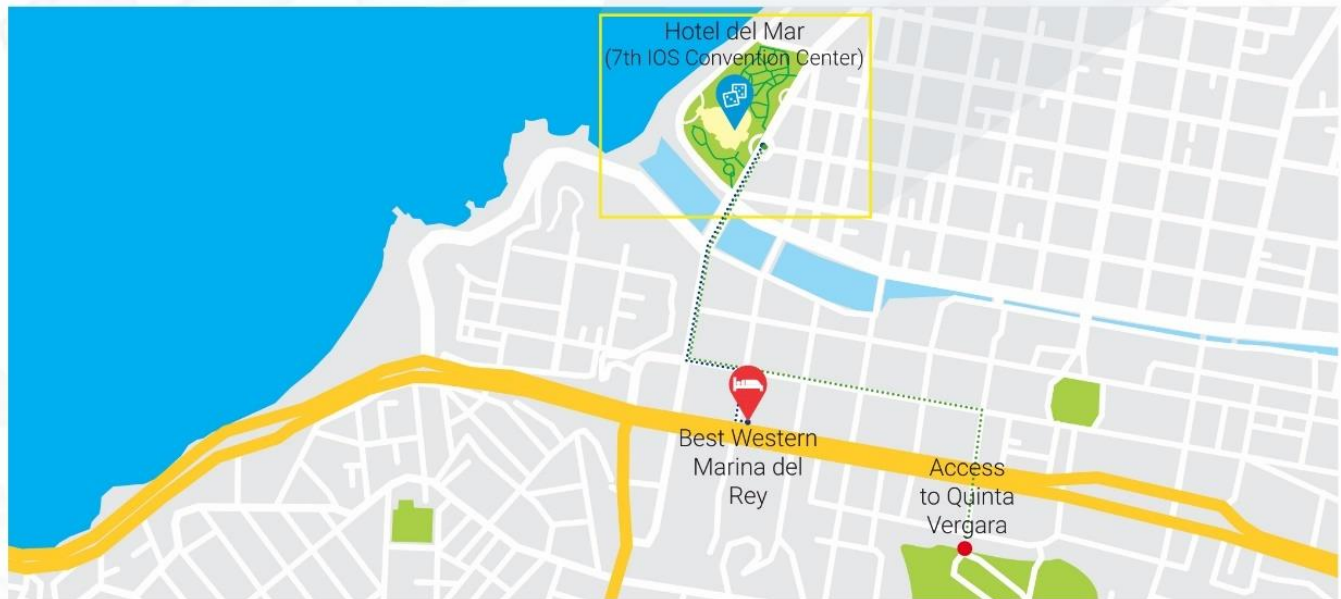 Hotel del Mar
(7th IOS Convention Center)
Best Western
Marina del
Rey
Access
to Quinta
Vergara